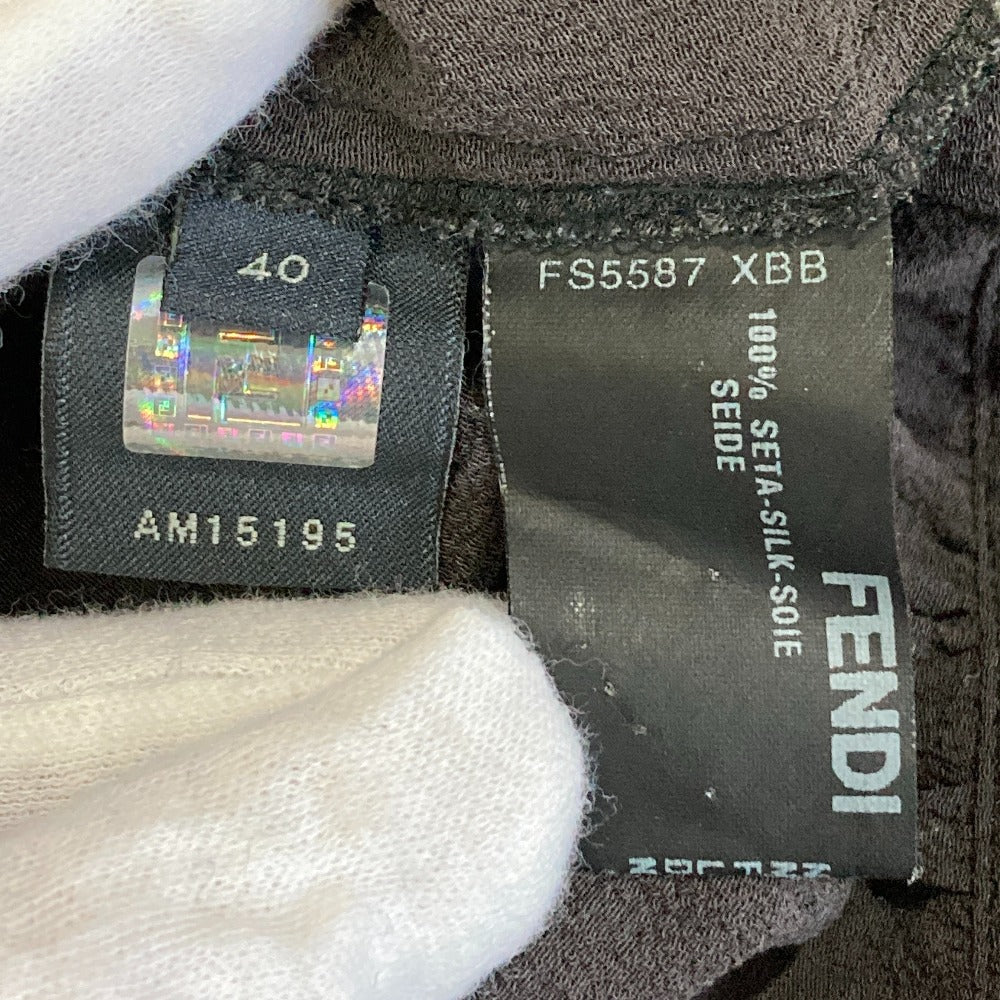 40
AM15195
FS5587 XBB
100% SETA-SILK-SOIE
SEIDE
FENDI